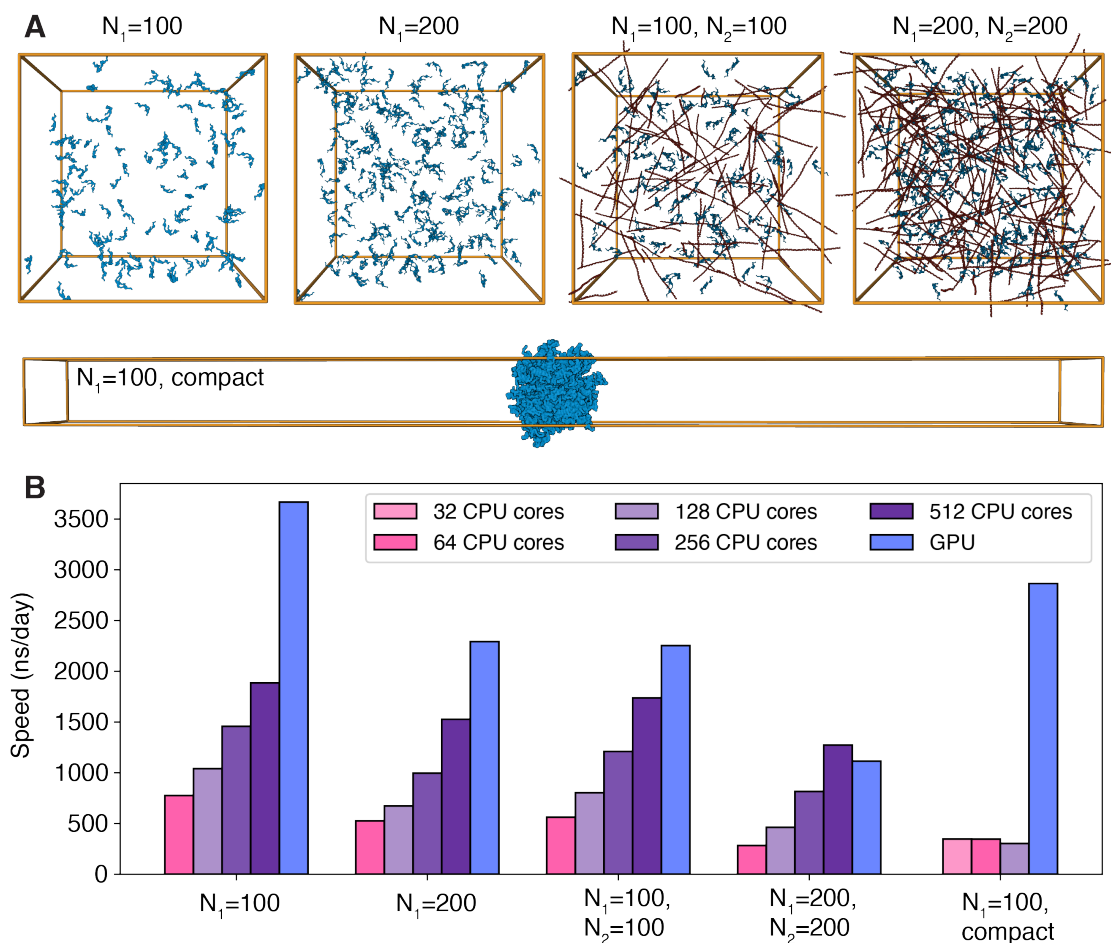 A
N₁=100
N₁=200
N₁=100, N₂=100
N₁=200, N₂=200
N₁=100, compact
B
Speed (ns/day)
3500
3000
2500
2000
1500
1000
500
0
32 CPU cores
64 CPU cores
128 CPU cores
256 CPU cores
512 CPU cores
GPU
N₁=100
N₁=200
N₁=100,
N₂=100
N₁=200,
N₂=200
N₁=100,
compact